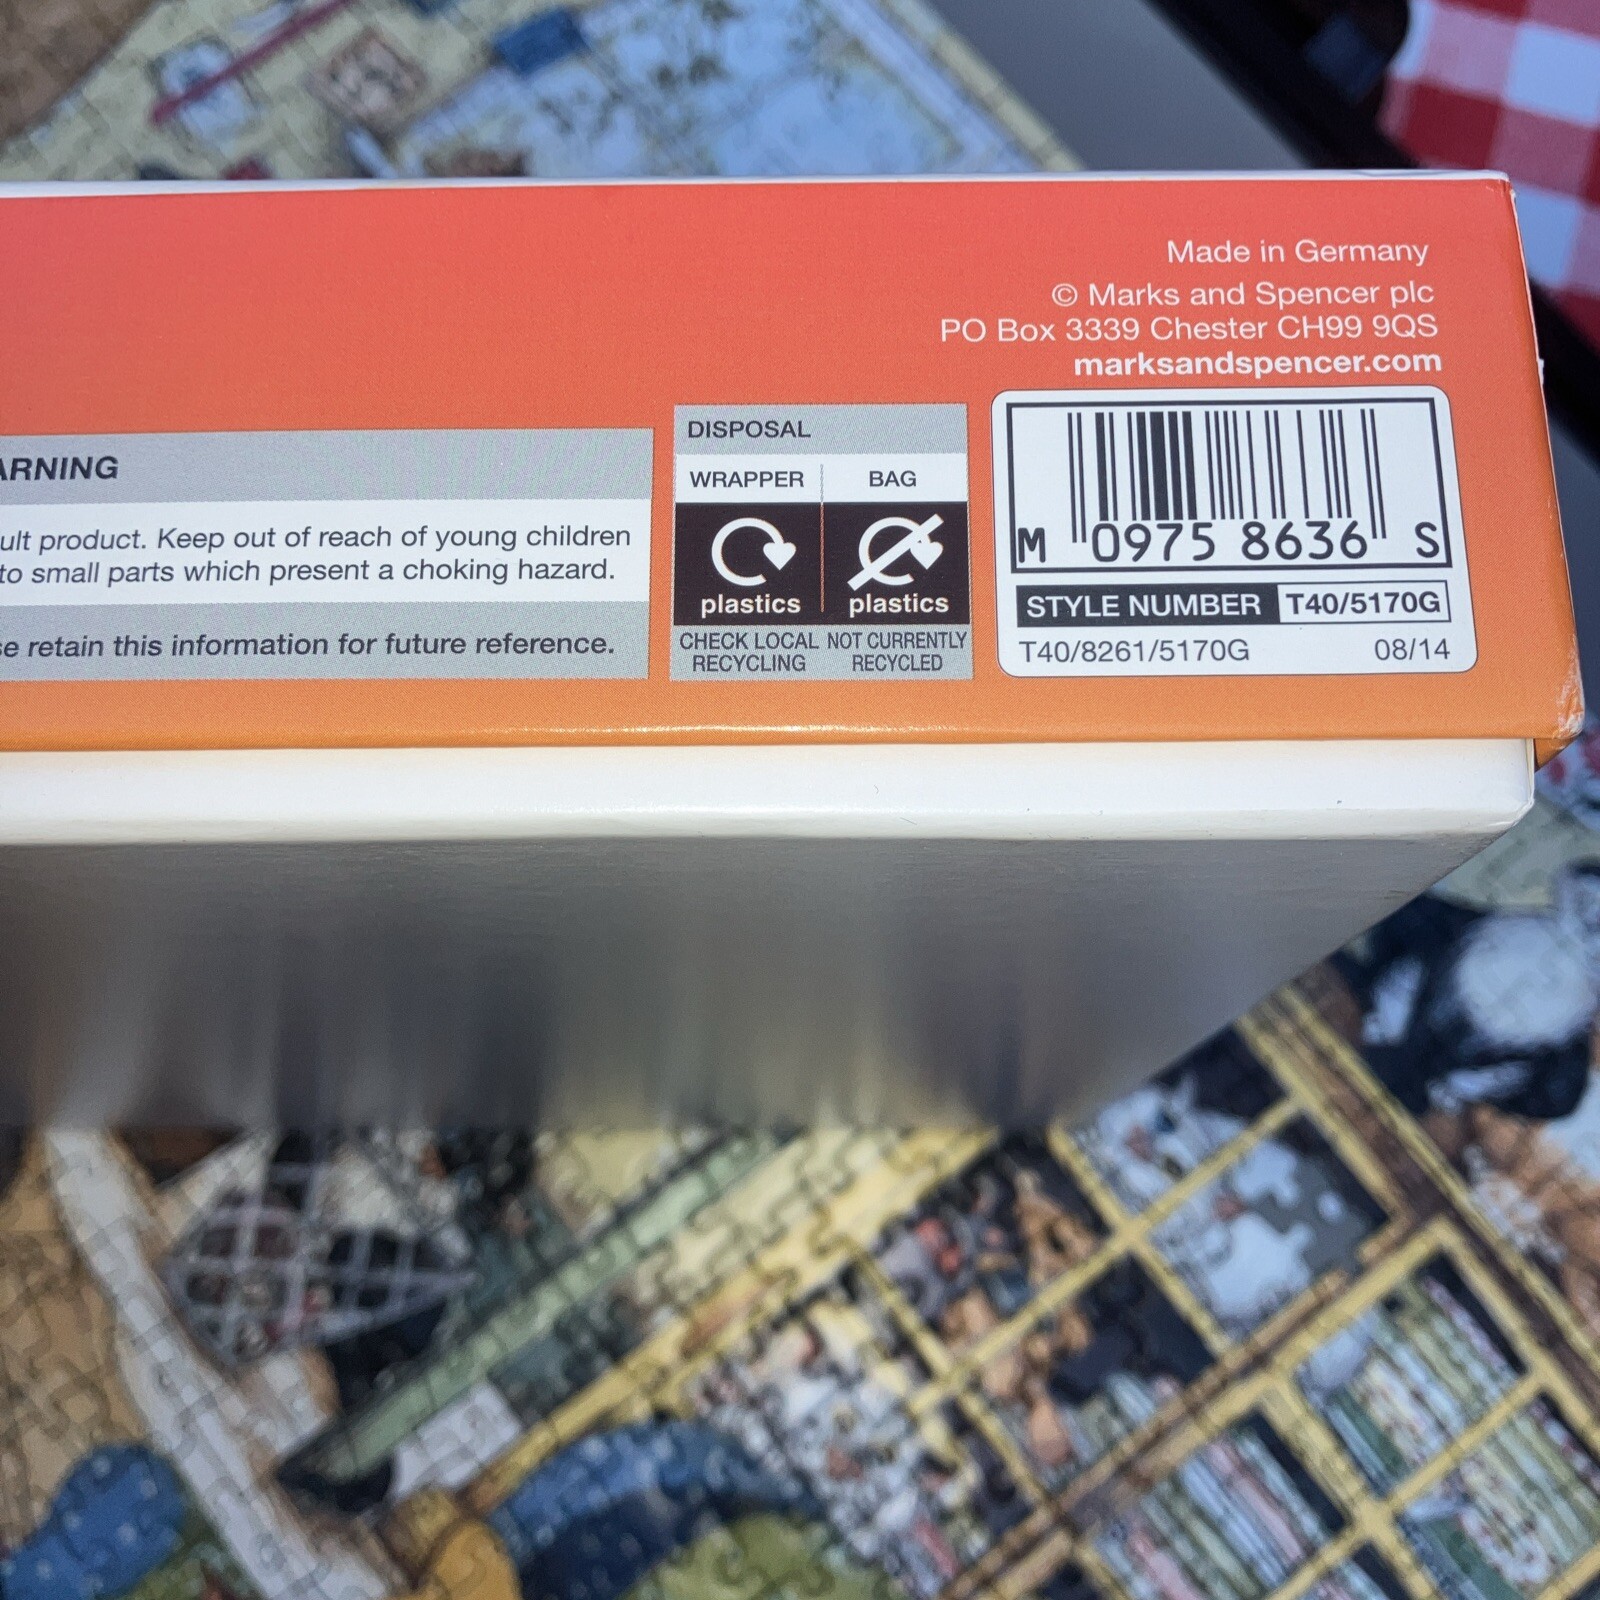 Made in Germany
© Marks and Spencer plc
PO Box 3339 Chester CH99 9QS
marksandspencer.com
ARNING
ult product. Keep out of reach of young children
to small parts which present a choking hazard.
se retain this information for future reference.
DISPOSAL
WRAPPER BAG
plastics plastics
CHECK LOCAL RECYCLING
NOT CURRENTLY RECYCLED
M "0975 8636" S
STYLE NUMBER T40/5170G
T40/8261/5170G 08/14